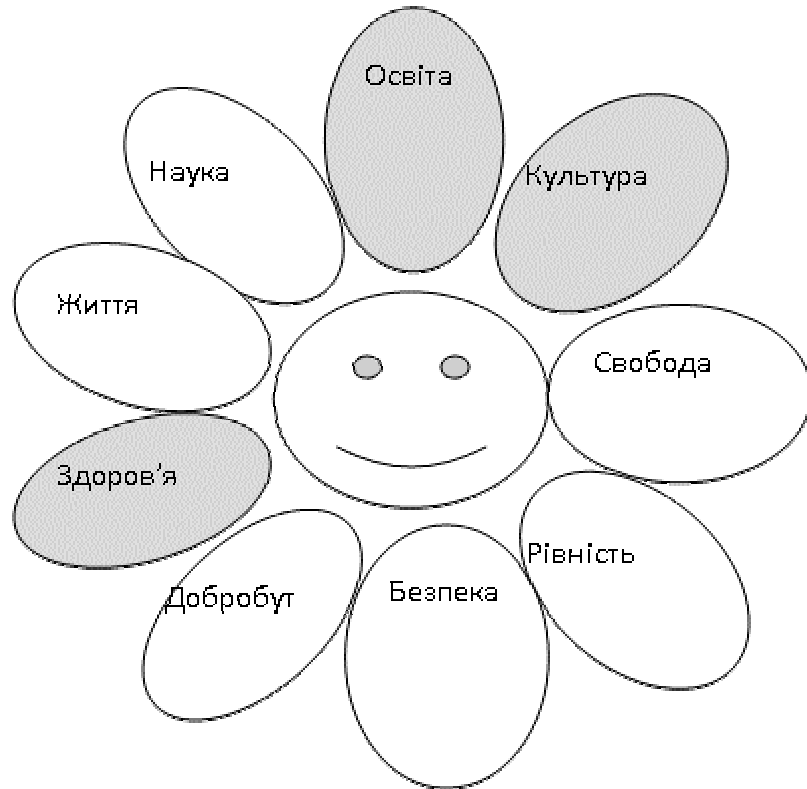 Освіта
Культура
Свобода
Рівність
Безпека
Добробут
Здоров’я
Життя
Наука